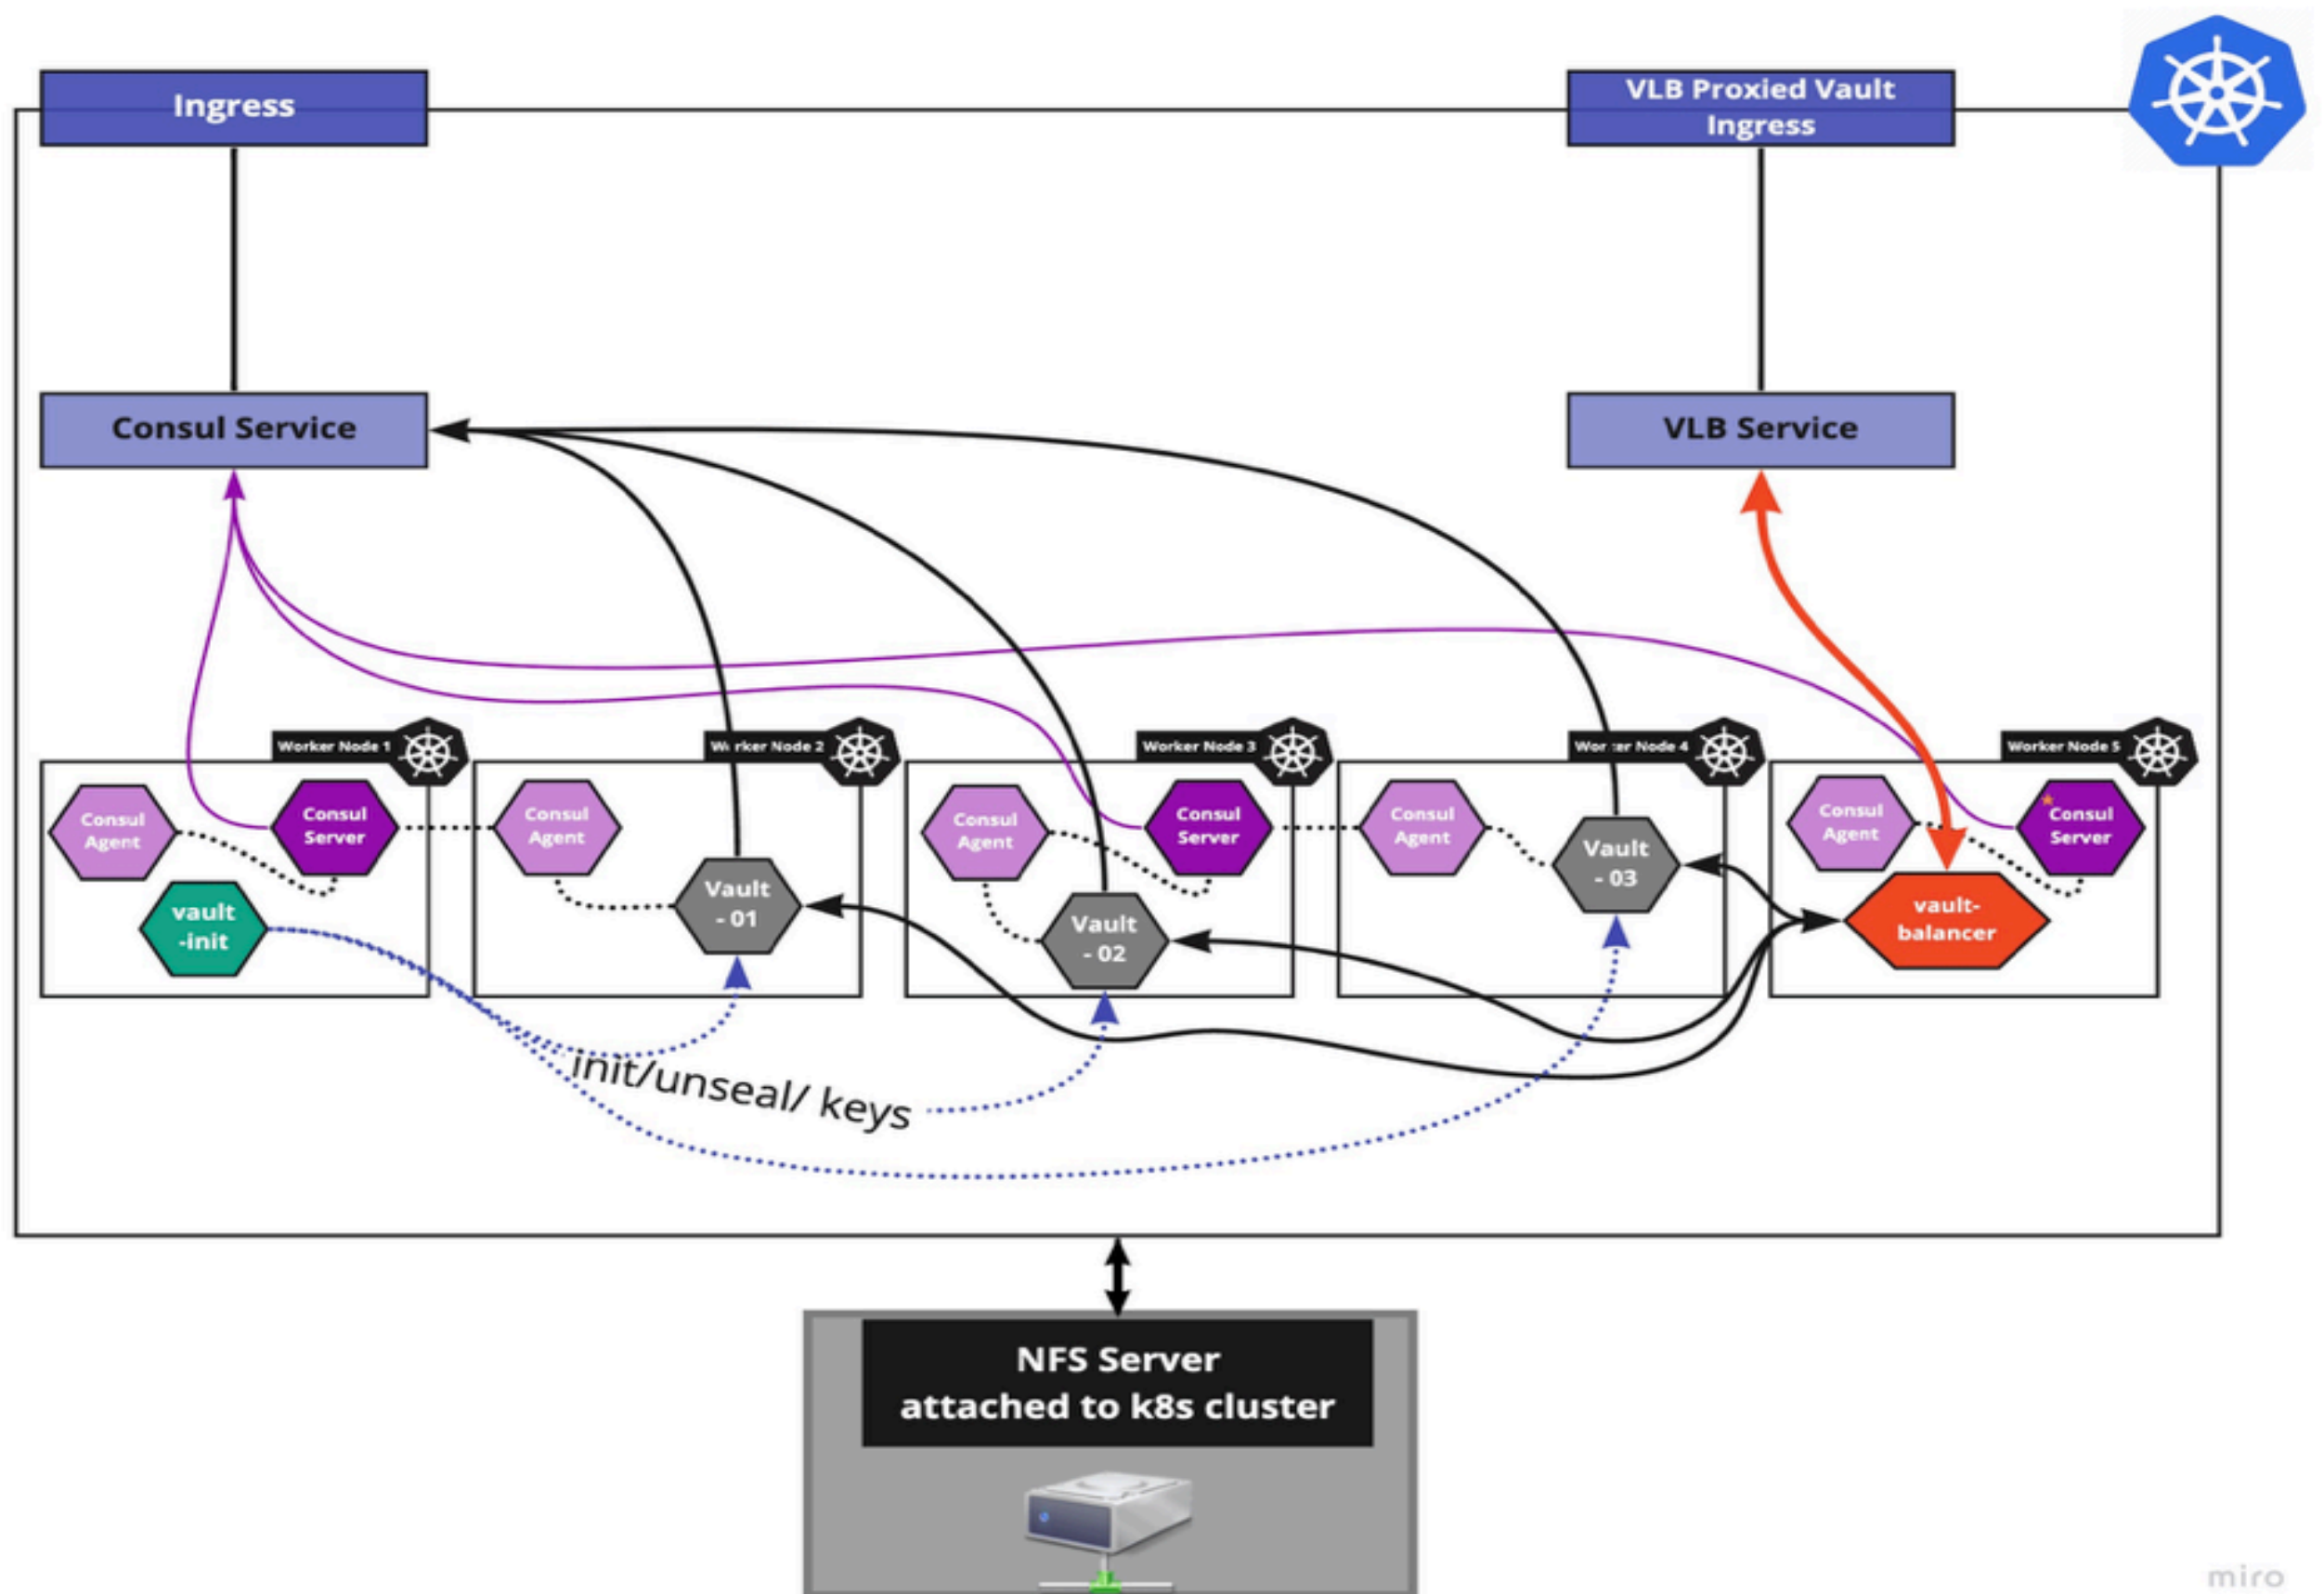 Ingress
VLB Proxied Vault
Ingress
Consul Service
VLB Service
Worker Node 1
Worker Node 2
Worker Node 3
Worker Node 4
Worker Node 5
Consul
Agent
Consul
Server
vault
-init
Consul
Agent
Vault
- 01
Consul
Agent
Consul
Server
Vault
- 02
Consul
Agent
Vault
- 03
Consul
Agent
Consul
Server
vault-
balancer
init/unseal/ keys
NFS Server
attached to k8s cluster
miro